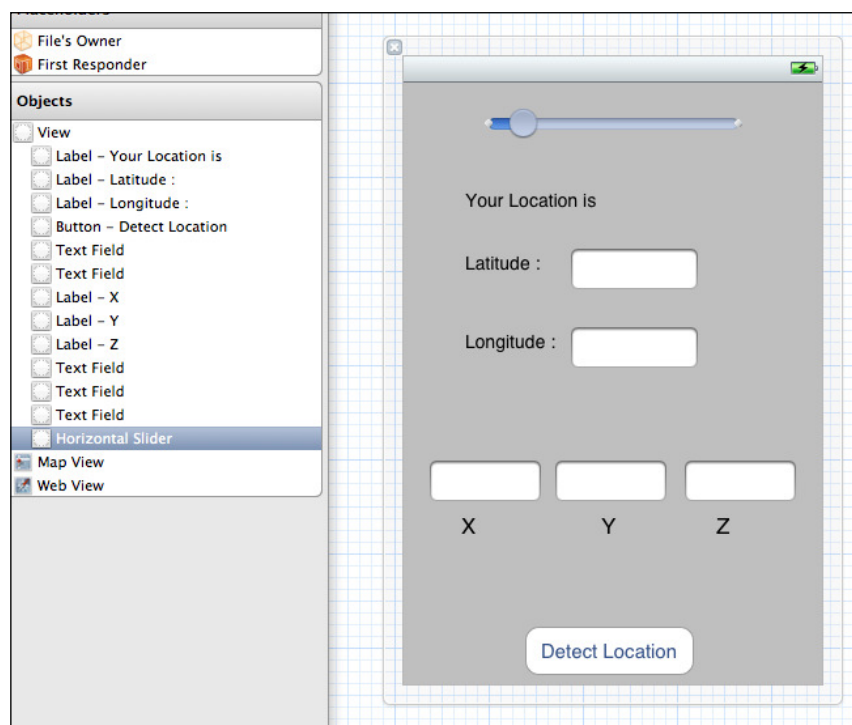 File's Owner
First Responder
Objects
View
Label – Your Location is
Label – Latitude :
Label – Longitude :
Button – Detect Location
Text Field
Text Field
Label – X
Label – Y
Label – Z
Text Field
Text Field
Text Field
Horizontal Slider
Map View
Web View
Your Location is
Latitude :
Longitude :
X Y Z
Detect Location